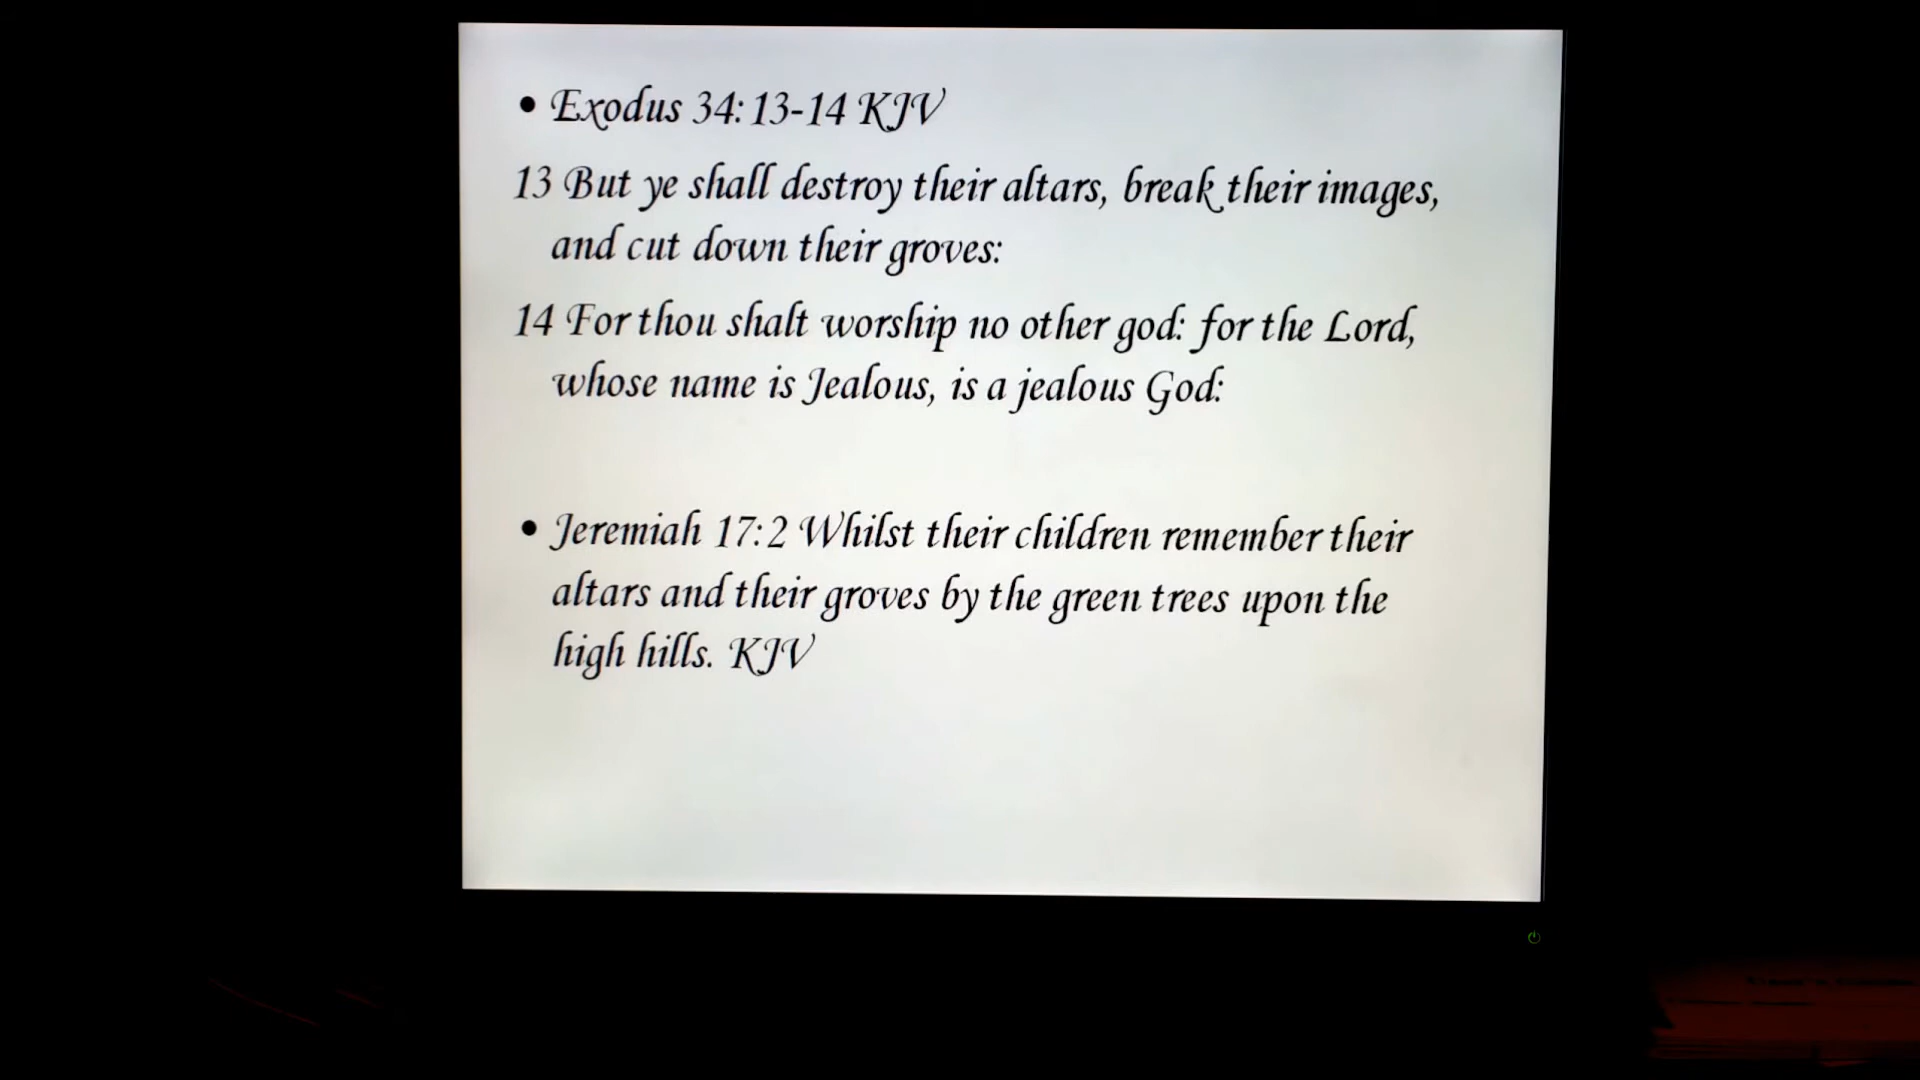 • Exodus 34:13-14 KJV
13 But ye shall destroy their altars, break their images,
and cut down their groves:
14 For thou shalt worship no other god: for the Lord,
whose name is Jealous, is a jealous God:
• Jeremiah 17:2 Whilst their children remember their
altars and their groves by the green trees upon the
high hills. KJV